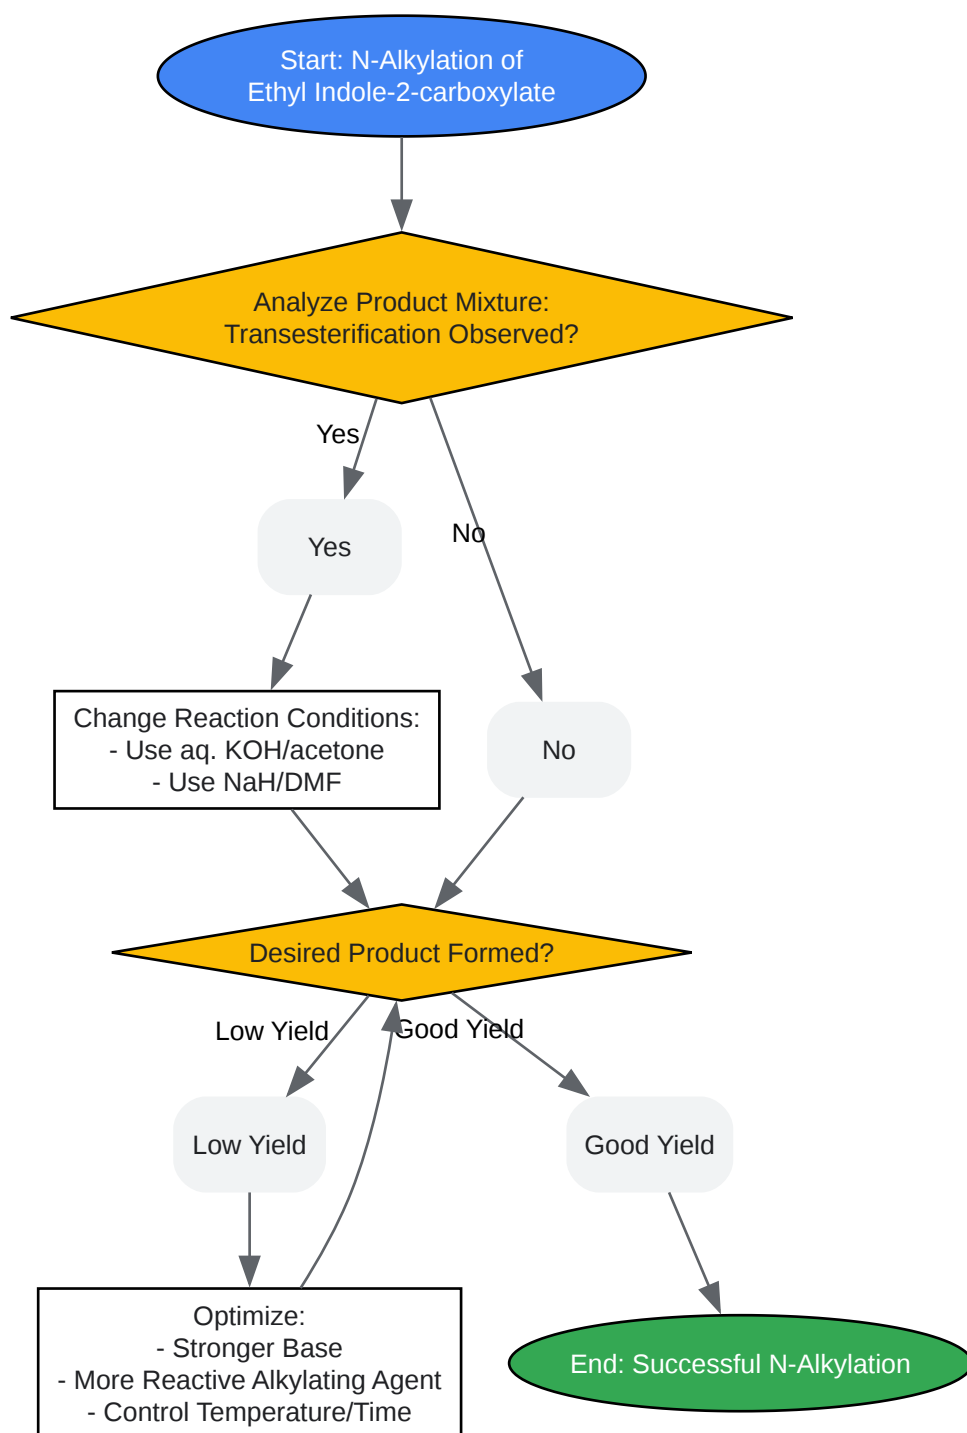 Start: N-Alkylation of
Ethyl Indole-2-carboxylate
Analyze Product Mixture:
Transesterification Observed?
Yes
No
Yes
Change Reaction Conditions:
- Use aq. KOH/acetone
- Use NaH/DMF
No
Desired Product Formed?
Low Yield
Good Yield
Low Yield
Good Yield
Optimize:
- Stronger Base
- More Reactive Alkylating Agent
- Control Temperature/Time
End: Successful N-Alkylation